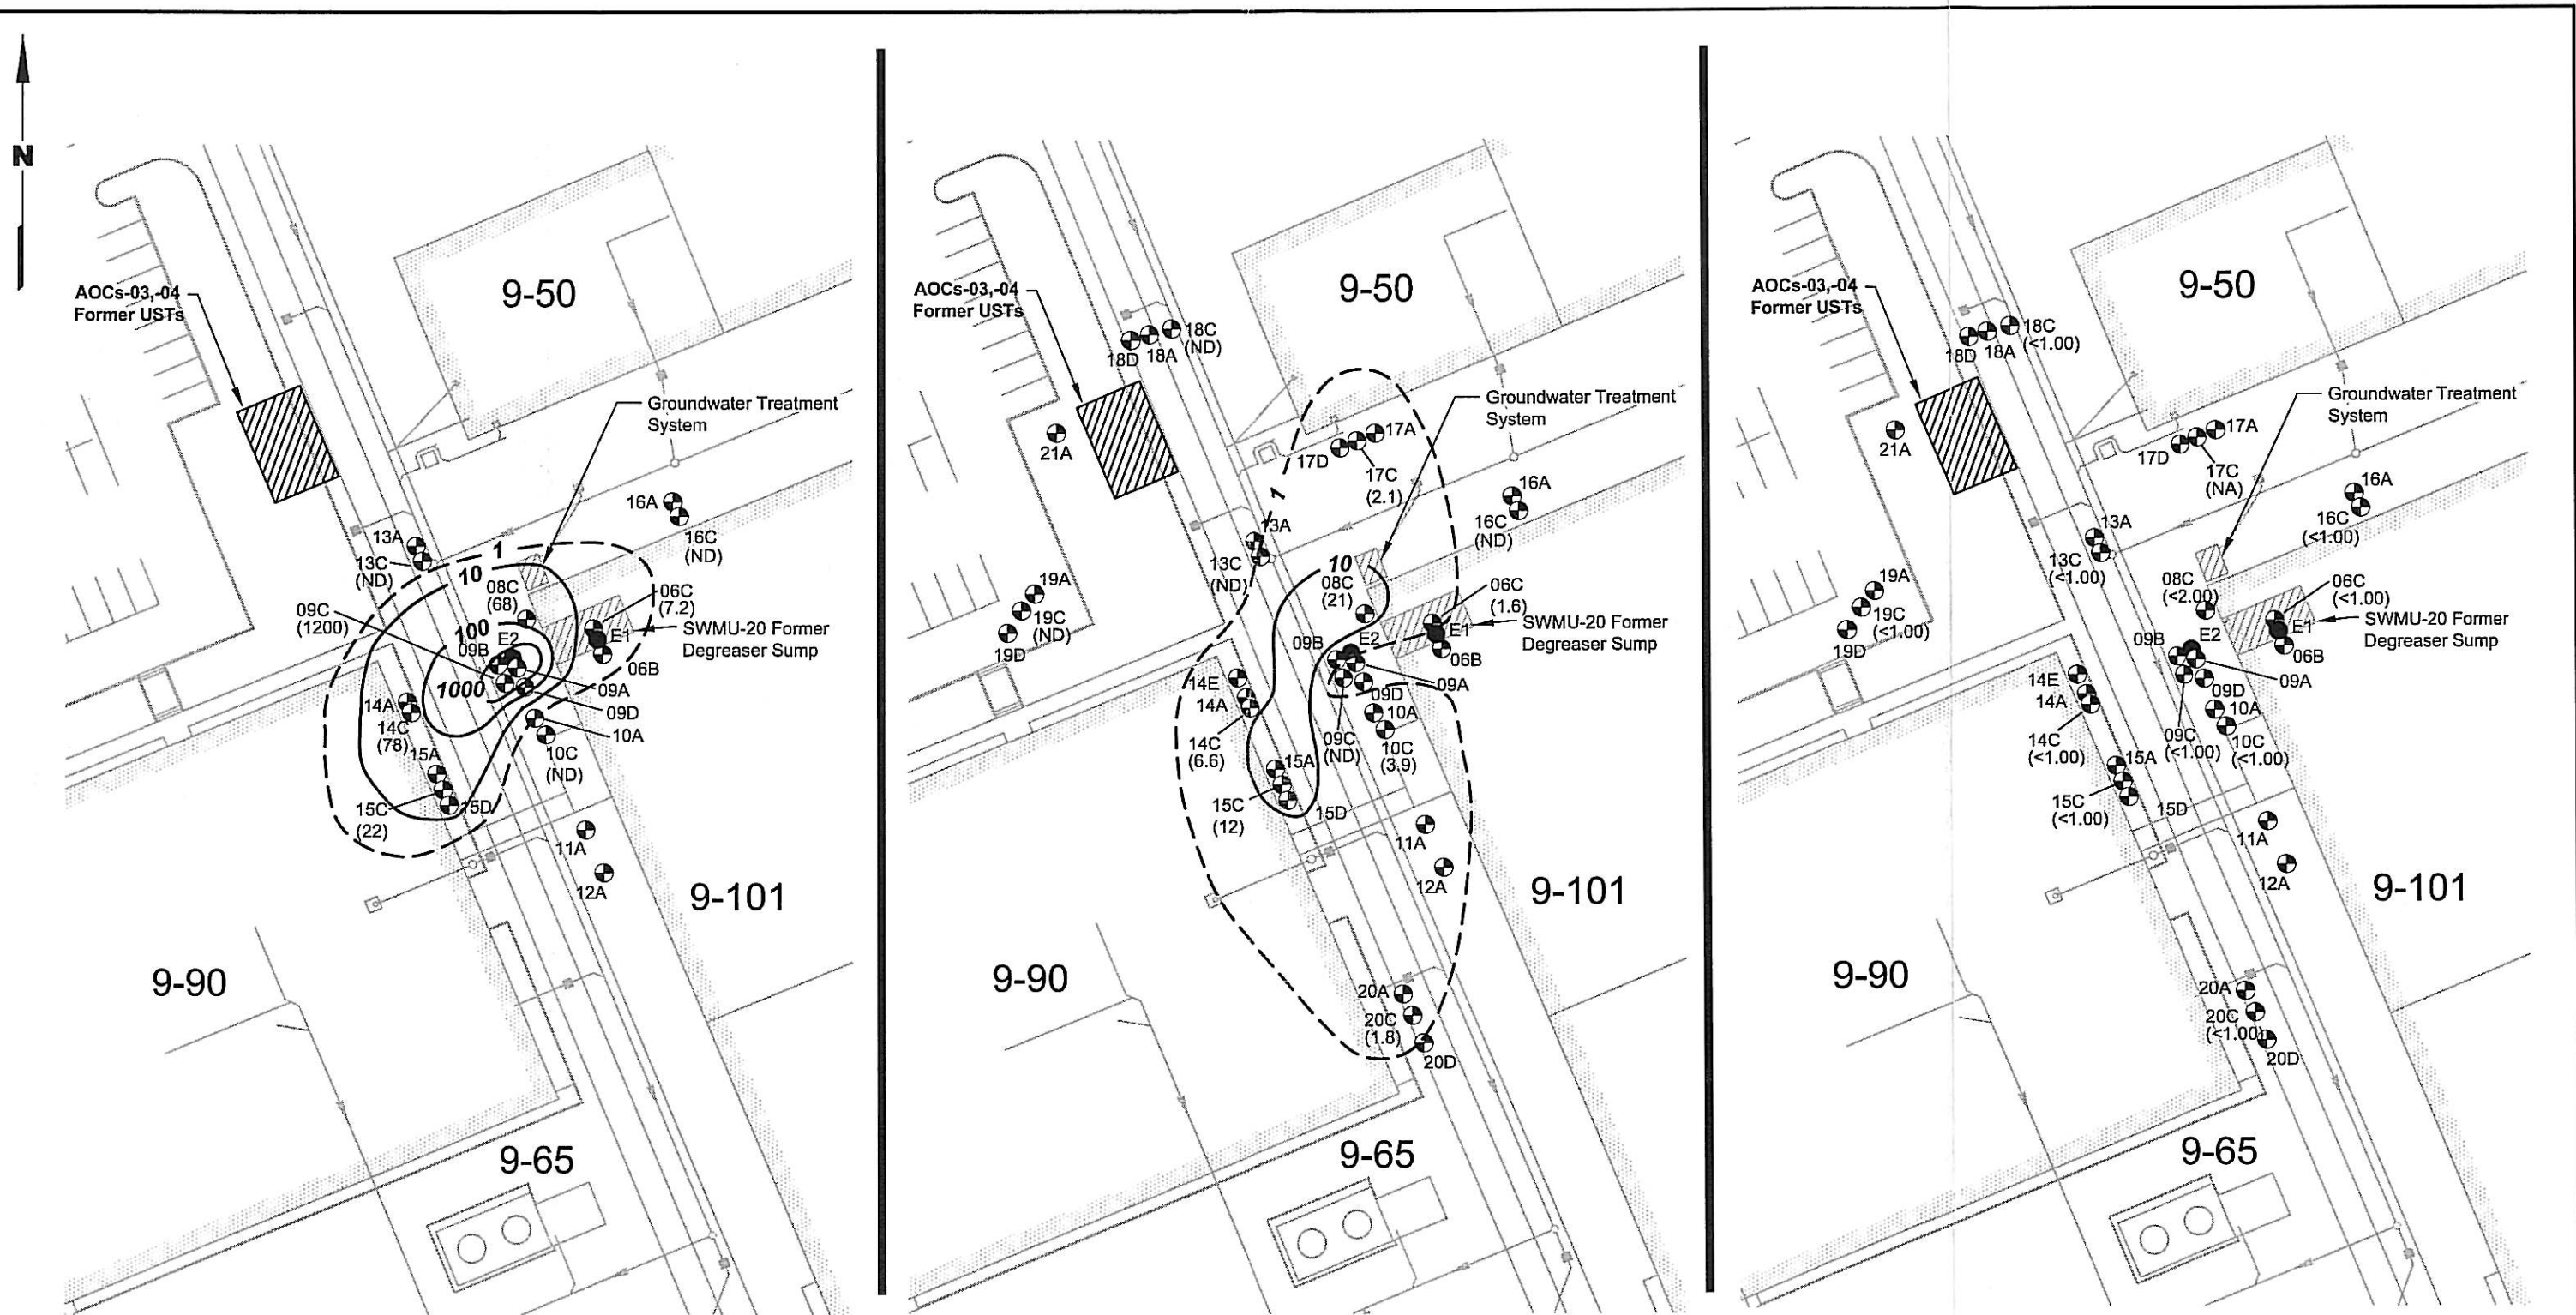 N
9-50
AOCs-03,-04
Former USTs
Groundwater Treatment
System
16A
16C
(ND)
13A
13C
(ND)
1
10
08C
(68)
06C
(7.2)
09C
(1200)
100
E2
09B
E1
SWMU-20 Former
Degreaser Sump
06B
1000
09A
14A
09D
14C
(78)
10A
10C
(ND)
15A
15C
(22)
15D
11A
12A
9-101
9-90
9-65
9-50
AOCs-03,-04
Former USTs
18C
(ND)
18D
18A
Groundwater Treatment
System
21A
17A
17D
17C
(2.1)
1
16A
16C
(ND)
13A
13C
(ND)
10
08C
(21)
19A
19C
(ND)
19D
06C
(1.6)
E1
SWMU-20 Former
Degreaser Sump
09B
E2
06B
14E
14A
09A
09D
10A
14C
(6.6)
09C
(ND)
10C
(3.9)
15A
15C
(12)
15D
11A
12A
9-101
9-90
20A
20C
(1.8)
20D
9-65
9-50
AOCs-03,-04
Former USTs
18C
(<1.00)
18D
18A
Groundwater Treatment
System
21A
17A
17D
17C
(NA)
16A
16C
(<1.00)
13A
13C
(<1.00)
08C
(<2.00)
19A
19C
(<1.00)
19D
06C
(<1.00)
E1
SWMU-20 Former
Degreaser Sump
09B
E2
06B
14E
14A
09A
09D
10A
14C
(<1.00)
09C
(<1.00)
10C
(<1.00)
15A
15C
(<1.00)
15D
11A
12A
9-101
9-90
20A
20C
(<1.00)
20D
9-65